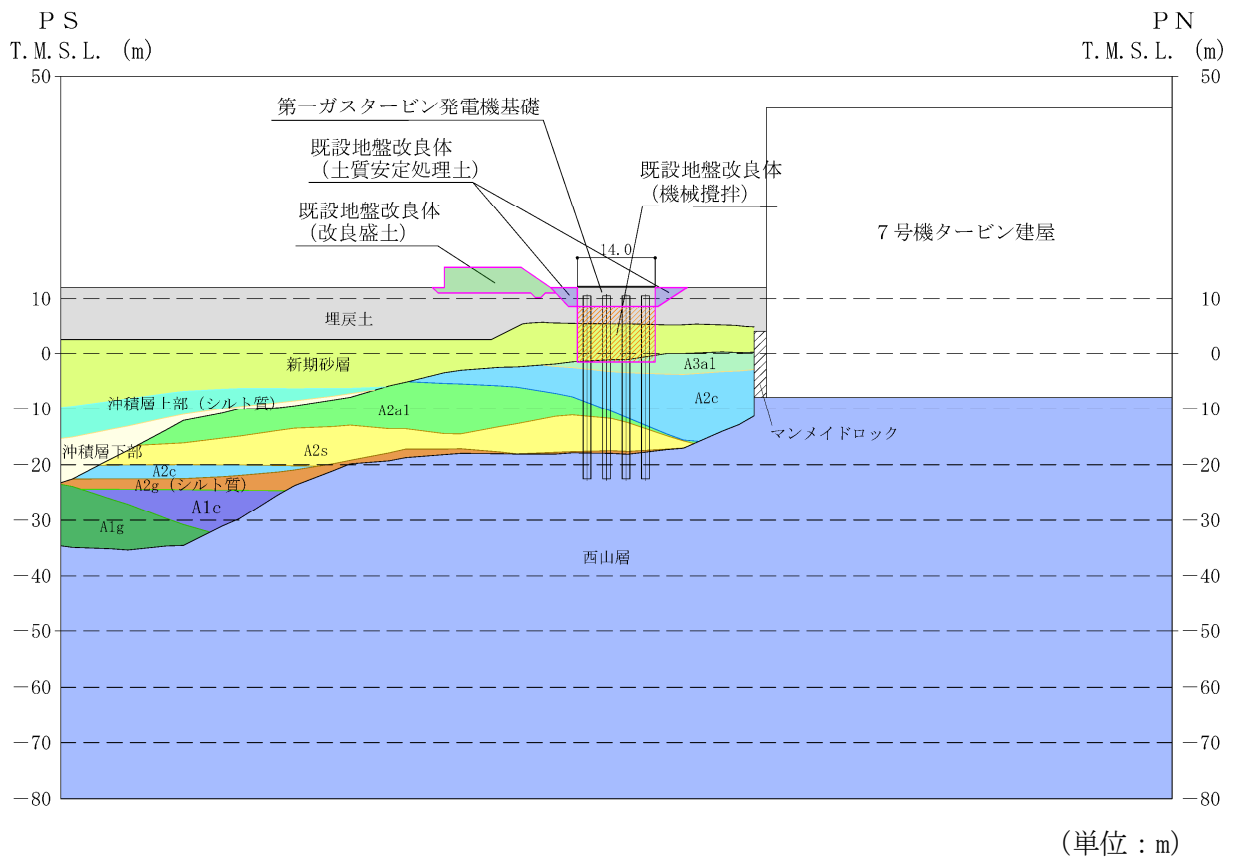 ＰＳ
T.M.S.L. (m)
ＰＮ
T.M.S.L. (m)
50
10
0
−10
−20
−30
−40
−50
−60
−70
−80
50
10
0
−10
−20
−30
−40
−50
−60
−70
−80
第一ガスタービン発電機基礎
既設地盤改良体
（土質安定処理土）
既設地盤改良体
（機械攪拌）
既設地盤改良体
（改良盛土）
14.0
７号機タービン建屋
埋戻土
新期砂層
A3a1
沖積層上部（シルト質）
A2a1
A2c
マンメイドロック
沖積層下部
A2s
A2c
A2g（シルト質）
A1c
A1g
西山層
（単位：m）